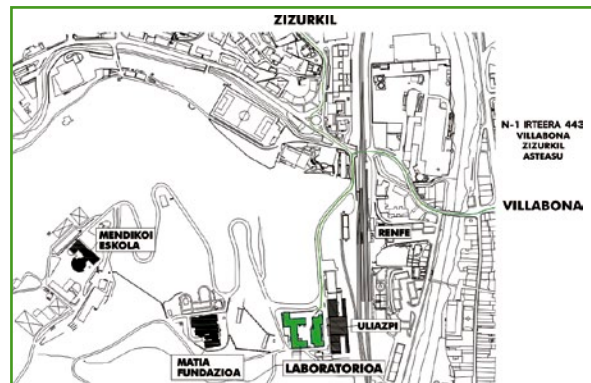 ZIZURKIL
N-1 IRTEERA 443
VILLABONA
ZIZURKIL
ASTEASU
VILLABONA
MENDIKOI
ESKOLA
RENFE
ULIAZPI
MATIA
FUNDAZIOA
LABORATORIOA